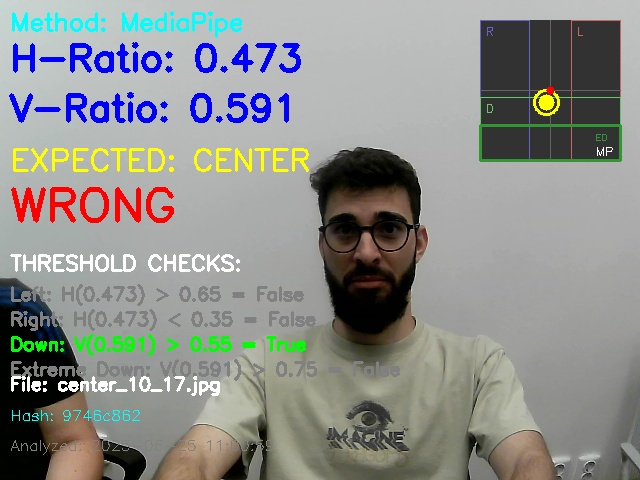 Method: MediaPipe
H-Ratio: 0.473
V-Ratio: 0.591
EXPECTED: CENTER
WRONG
THRESHOLD CHECKS:
Left: H(0.473) > 0.65 = False
Right: H(0.473) < 0.35 = False
Down: V(0.591) > 0.55 = True
Extreme Down: V(0.591) > 0.75 = False
File: center_10_17.jpg
Hash: 9746c862
Analyzed:
R
L
D
ED
MP
IMAGINE